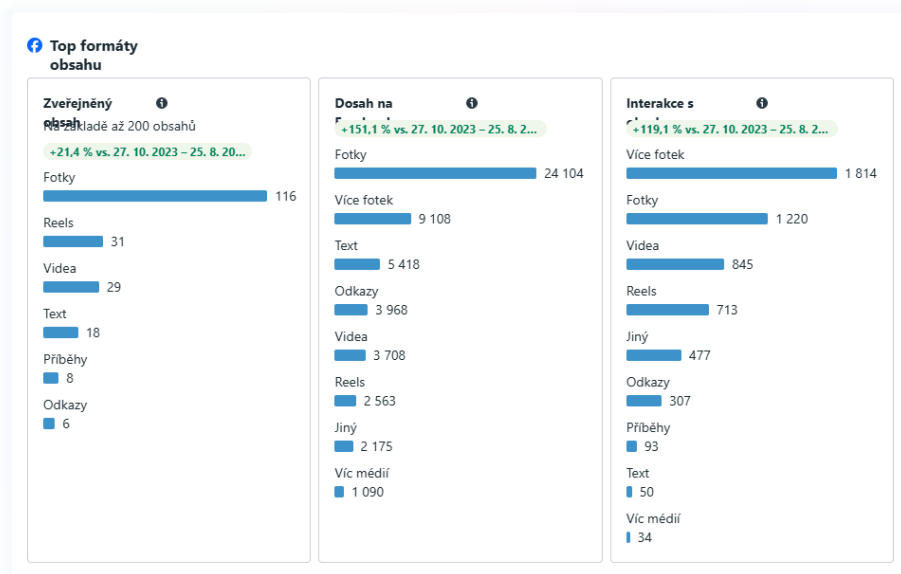 Top formáty
obsahu
Zveřejněný
obsah
Na základě až 200 obsahů
+21,4 % vs. 27. 10. 2023 – 25. 8. 20...
Fotky
116
Reels
31
Videa
29
Text
18
Příběhy
8
Odkazy
6
Dosah na
+151,1 % vs. 27. 10. 2023 – 25. 8. 2...
Fotky
24 104
Více fotek
9 108
Text
5 418
Odkazy
3 968
Videa
3 708
Reels
2 563
Jiný
2 175
Víc médií
1 090
Interakce s
+119,1 % vs. 27. 10. 2023 – 25. 8. 2...
Více fotek
1 814
Fotky
1 220
Videa
845
Reels
713
Jiný
477
Odkazy
307
Příběhy
93
Text
50
Víc médií
34